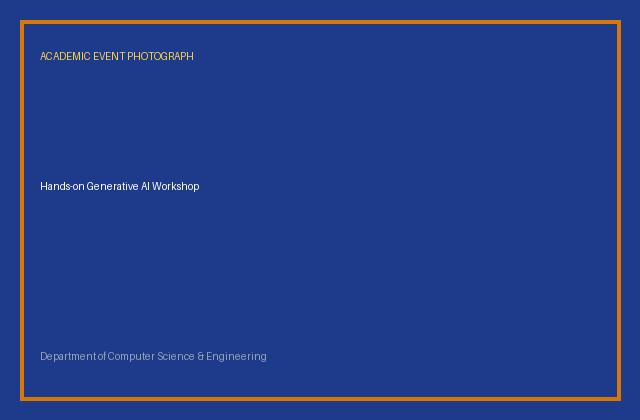 ACADEMIC EVENT PHOTOGRAPH
Hands-on Generative AI Workshop
Department of Computer Science & Engineering